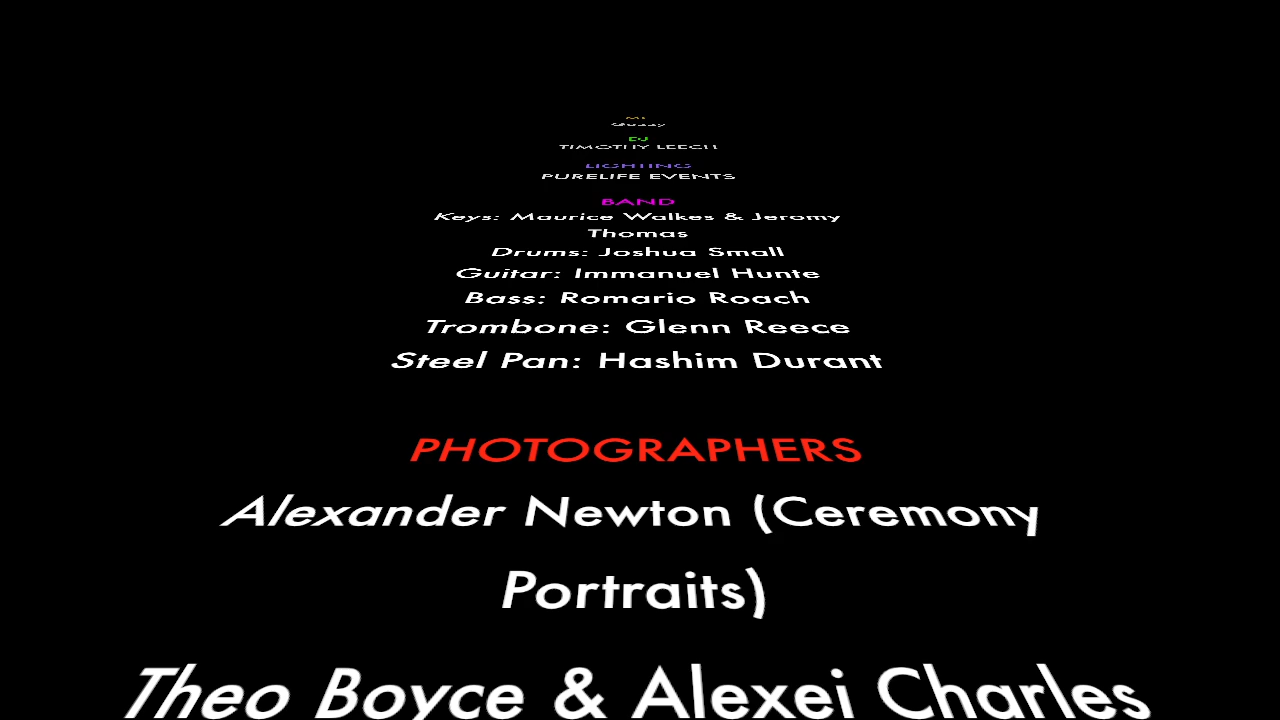 DJ
TIMOTHY LEECH
LIGHTING
PURELIFE EVENTS
BAND
Keys: Maurice Walkes & Jeromy
Thomas
Drums: Joshua Small
Guitar: Immanuel Hunte
Bass: Romario Roach
Trombone: Glenn Reece
Steel Pan: Hashim Durant
PHOTOGRAPHERS
Alexander Newton (Ceremony
Portraits)
Theo Boyce & Alexei Charles